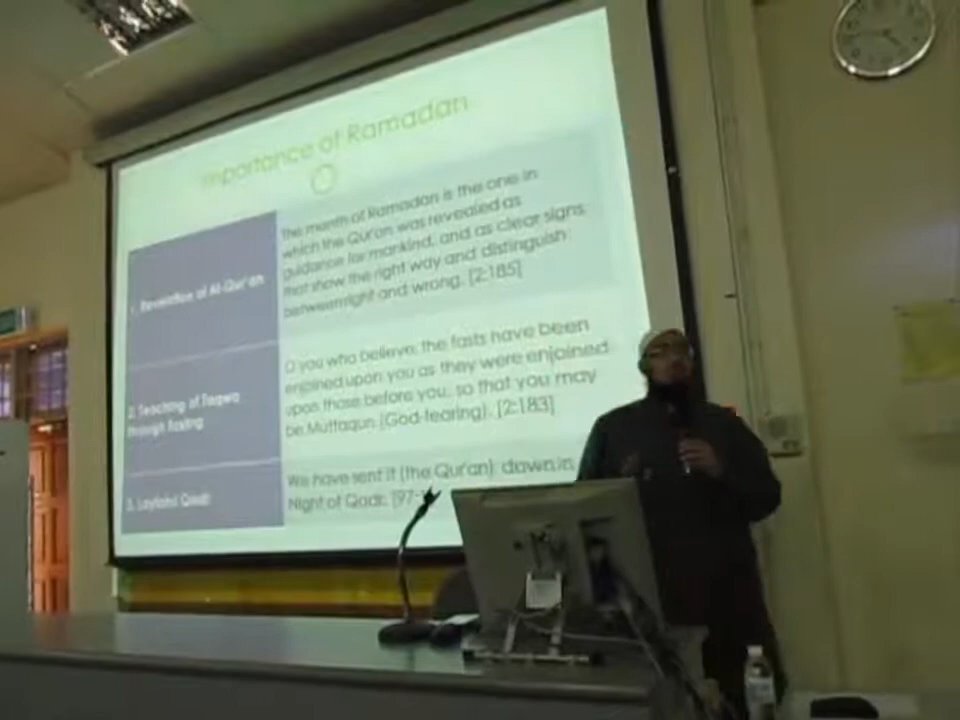 Importance of Ramadan
1. Revelation of Al-Qur'an
The month of Ramadan is the one in
which the Qur'an was revealed as
guidance for mankind, and as clear signs
that show the right way and distinguish
between right and wrong. [2:185]
2. Teaching of Taqwa
through fasting
O you who believe, the fasts have been
enjoined upon you as they were enjoined
upon those before you, so that you may
be Muttaqun (God-fearing). [2:183]
3. Laylatul Qadr
We have sent it (the Qur'an) down in
Night of Qadr. [97: